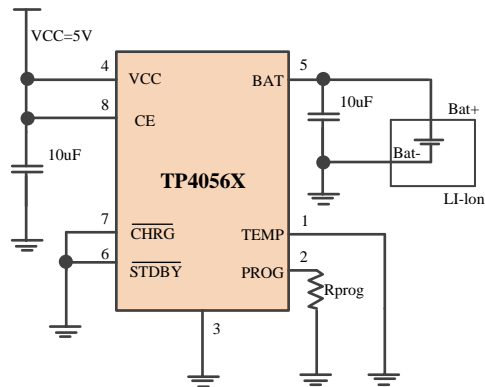 VCC=5V
4
VCC
8
CE
10uF
TP4056X
7
CHRG
6
STDBY
3
5
BAT
10uF
Bat+
Bat-
LI-lon
1
TEMP
2
PROG
Rprog